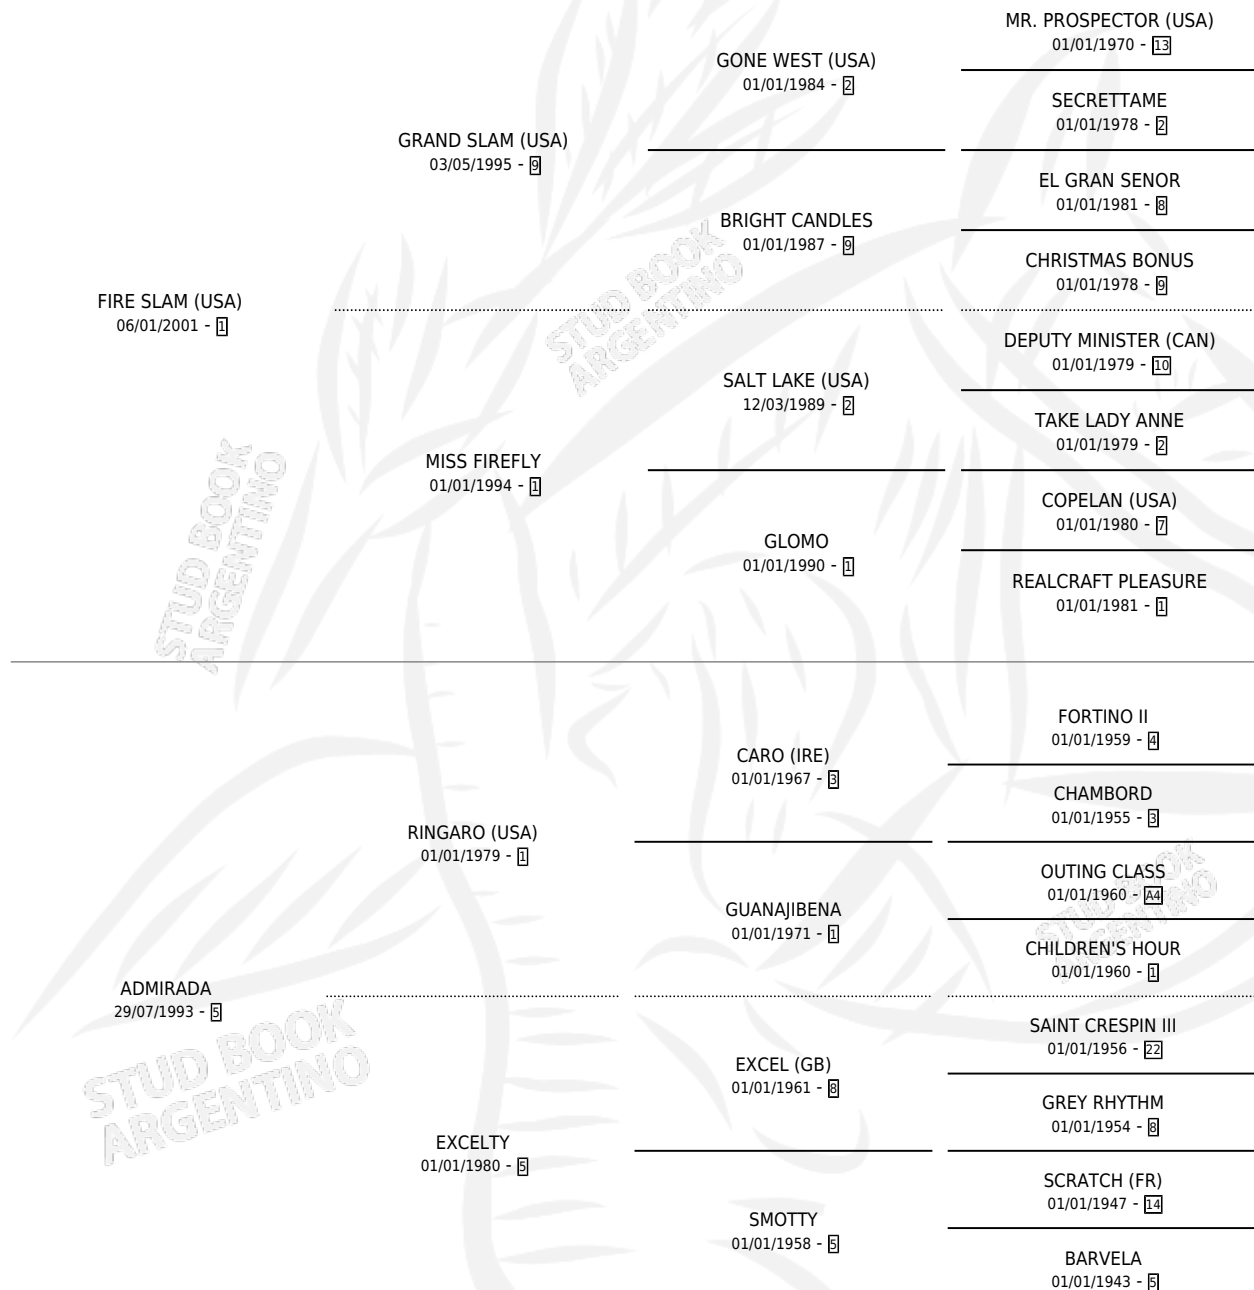 MR. PROSPECTOR (USA)
01/01/1970 - 13
GONE WEST (USA)
01/01/1984 - 2
SECRETTAME
01/01/1978 - 2
GRAND SLAM (USA)
03/05/1995 - 9
EL GRAN SENOR
01/01/1981 - 8
BRIGHT CANDLES
01/01/1987 - 9
CHRISTMAS BONUS
01/01/1978 - 9
FIRE SLAM (USA)
06/01/2001 - 1
DEPUTY MINISTER (CAN)
01/01/1979 - 10
SALT LAKE (USA)
12/03/1989 - 2
TAKE LADY ANNE
01/01/1979 - 2
MISS FIREFLY
01/01/1994 - 1
COPELAN (USA)
01/01/1980 - 7
GLOMO
01/01/1990 - 1
REALCRAFT PLEASURE
01/01/1981 - 1
FORTINO II
01/01/1959 - 4
CARO (IRE)
01/01/1967 - 3
CHAMBORD
01/01/1955 - 3
RINGARO (USA)
01/01/1979 - 1
OUTING CLASS
01/01/1960 - A4
GUANAJIBENA
01/01/1971 - 1
CHILDREN'S HOUR
01/01/1960 - 1
ADMIRADA
29/07/1993 - 5
SAINT CRESPIN III
01/01/1956 - 22
EXCEL (GB)
01/01/1961 - 8
GREY RHYTHM
01/01/1954 - 8
EXCELTY
01/01/1980 - 5
SCRATCH (FR)
01/01/1947 - 14
SMOTTY
01/01/1958 - 5
BARVELA
01/01/1943 - 5
STUD BOOK
ARGENTINO
STUD BOOK
ARGENTINO
STUD BOOK
ARGENTINO
STUD BOOK
ARGENTINO